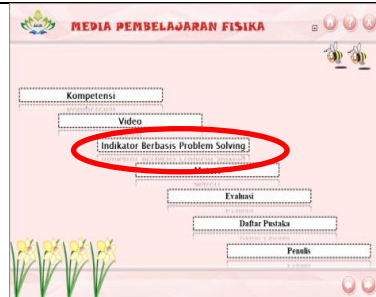 MEDIA PEMBELAJARAN FISIKA
Kompetensi
Video
Indikator Berbasis Problem Solving
Evaluasi
Daftar Pustaka
Penulis